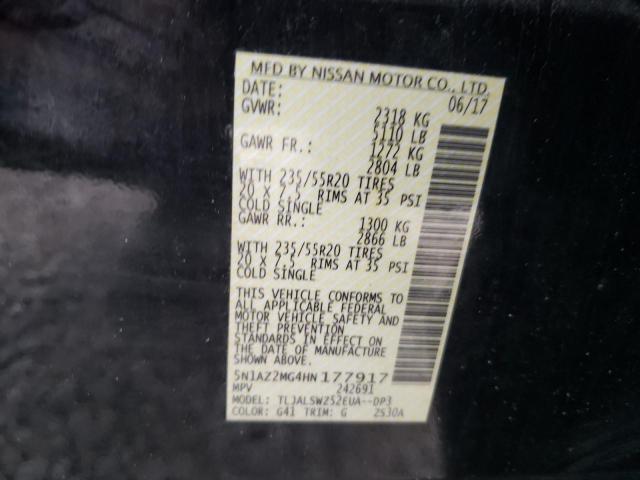 MFD BY NISSAN MOTOR CO., LTD.
DATE: 06/17
GVWR: 2318 KG
5110 LB
GAWR FR.: 1272 KG
2804 LB
WITH 235/55R20 TIRES
20 X 7.5 RIMS AT 35 PSI
COLD SINGLE
GAWR RR.: 1300 KG
2866 LB
WITH 235/55R20 TIRES
20 X 7.5 RIMS AT 35 PSI
COLD SINGLE
THIS VEHICLE CONFORMS TO
ALL APPLICABLE FEDERAL
MOTOR VEHICLE SAFETY AND
THEFT PREVENTION
STANDARDS IN EFFECT ON
THE DATE OF MANUFACTURE
SHOWN ABOVE.
5N1AZ2MG4HN177917
MPV 242691
MODEL: TLJALSWZ52EUA--DP3
COLOR: G41 TRIM: G 2S30A